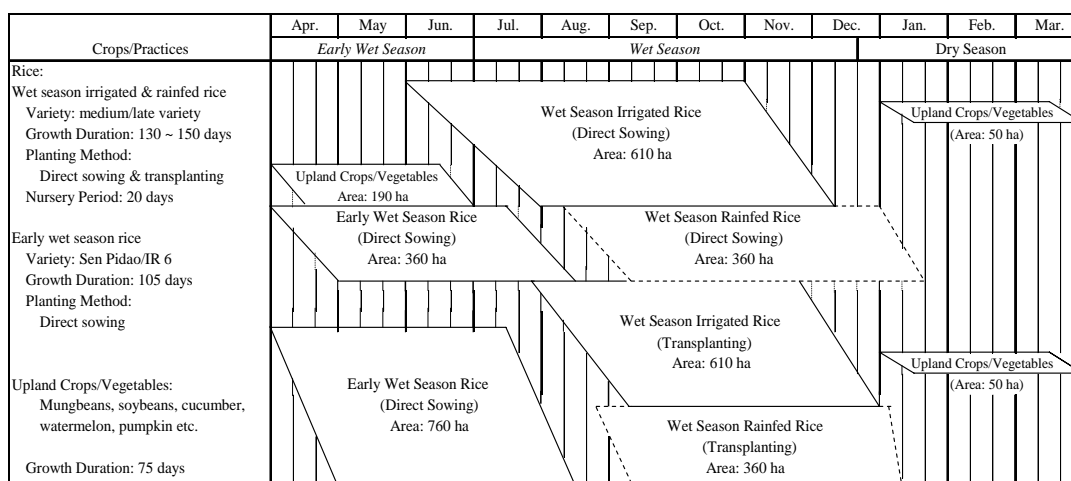 Apr. May Jun. Jul. Aug. Sep. Oct. Nov. Dec. Jan. Feb. Mar.
Crops/Practices Early Wet Season Wet Season Dry Season
Rice:
Wet season irrigated & rainfed rice
Variety: medium/late variety
Growth Duration: 130 ~ 150 days
Planting Method:
Direct sowing & transplanting
Nursery Period: 20 days
Early wet season rice
Variety: Sen Pidao/IR 6
Growth Duration: 105 days
Planting Method:
Direct sowing
Upland Crops/Vegetables:
Mungbeans, soybeans, cucumber,
watermelon, pumpkin etc.
Growth Duration: 75 days
Wet Season Irrigated Rice
(Direct Sowing)
Area: 610 ha
Upland Crops/Vegetables
(Area: 50 ha)
Upland Crops/Vegetables
Area: 190 ha
Early Wet Season Rice
(Direct Sowing)
Area: 360 ha
Wet Season Rainfed Rice
(Direct Sowing)
Area: 360 ha
Wet Season Irrigated Rice
(Transplanting)
Area: 610 ha
Upland Crops/Vegetables
(Area: 50 ha)
Early Wet Season Rice
(Direct Sowing)
Area: 760 ha
Wet Season Rainfed Rice
(Transplanting)
Area: 360 ha